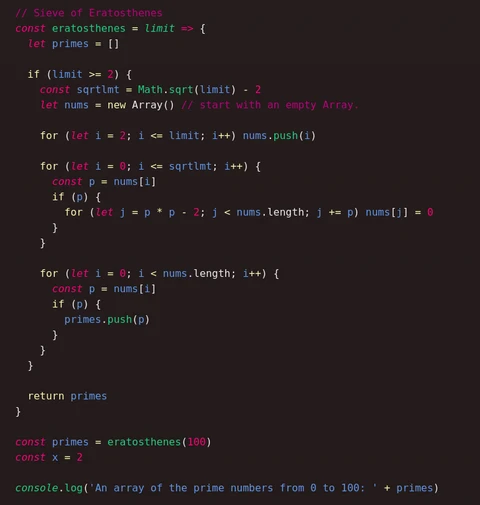 // Sieve of Eratosthenes
const eratosthenes = limit => {
  let primes = []

  if (limit >= 2) {
    const sqrtlmt = Math.sqrt(limit) - 2
    let nums = new Array() // start with an empty Array.

    for (let i = 2; i <= limit; i++) nums.push(i)

    for (let i = 0; i <= sqrtlmt; i++) {
      const p = nums[i]
      if (p) {
        for (let j = p * p - 2; j < nums.length; j += p) nums[j] = 0
      }
    }

    for (let i = 0; i < nums.length; i++) {
      const p = nums[i]
      if (p) {
        primes.push(p)
      }
    }
  }

  return primes
}

const primes = eratosthenes(100)
const x = 2

console.log('An array of the prime numbers from 0 to 100: ' + primes)